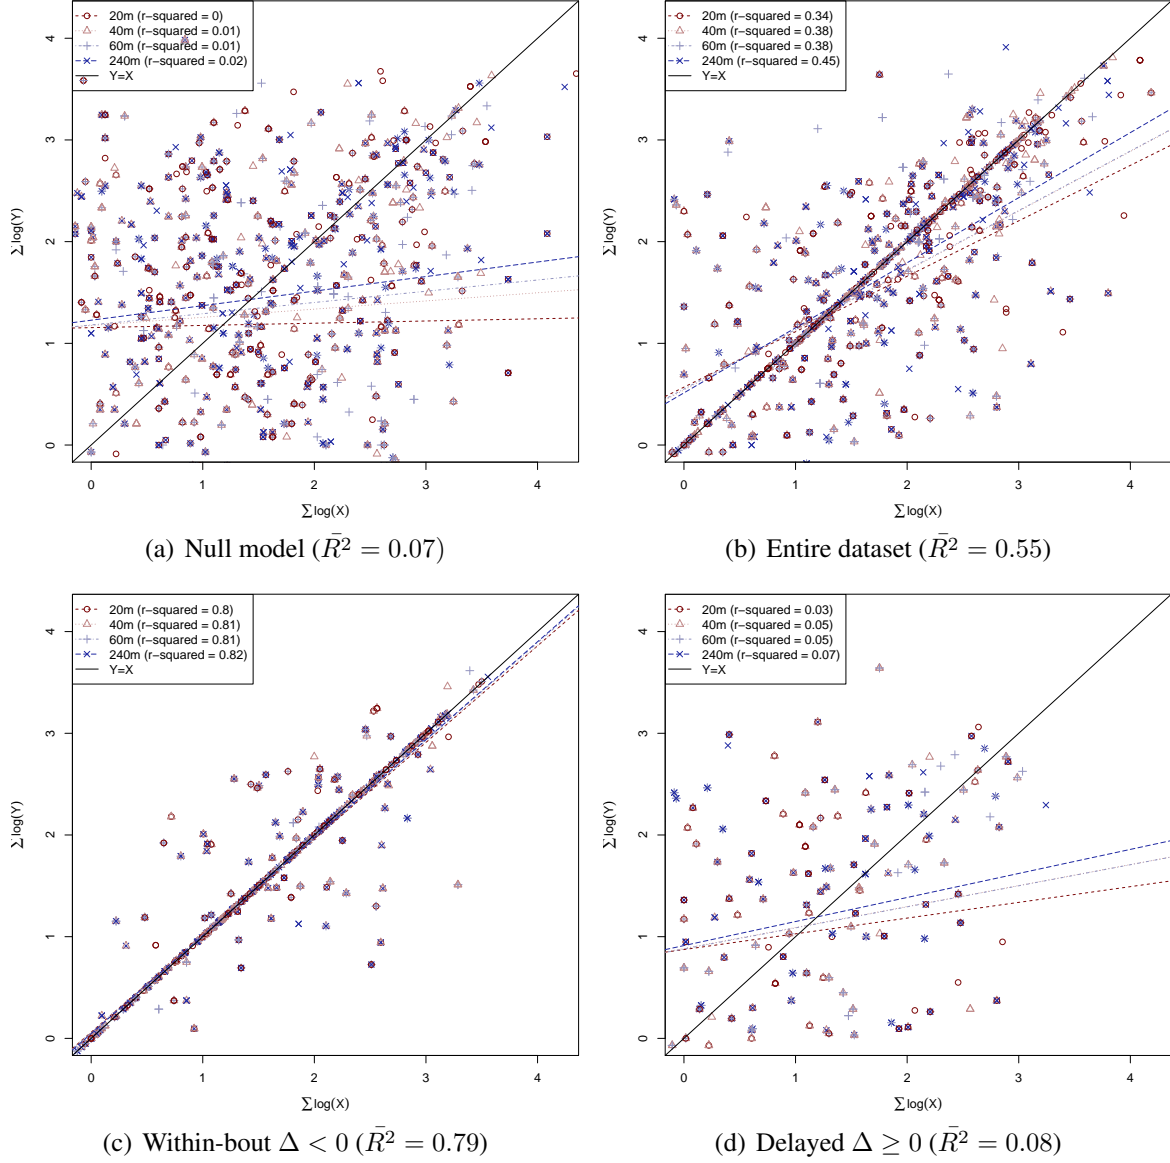 20m (r−squared = 0)
40m (r−squared = 0.01)
60m (r−squared = 0.01)
240m (r−squared = 0.02)
Y=X
4
3
2
1
0
∑log(Y)
0 1 2 3 4
∑log(X)
(a) Null model (R̄² = 0.07)
20m (r−squared = 0.34)
40m (r−squared = 0.38)
60m (r−squared = 0.38)
240m (r−squared = 0.45)
Y=X
4
3
2
1
0
∑log(Y)
0 1 2 3 4
∑log(X)
(b) Entire dataset (R̄² = 0.55)
20m (r−squared = 0.8)
40m (r−squared = 0.81)
60m (r−squared = 0.81)
240m (r−squared = 0.82)
Y=X
4
3
2
1
0
∑log(Y)
0 1 2 3 4
∑log(X)
(c) Within-bout Δ < 0 (R̄² = 0.79)
20m (r−squared = 0.03)
40m (r−squared = 0.05)
60m (r−squared = 0.05)
240m (r−squared = 0.07)
Y=X
4
3
2
1
0
∑log(Y)
0 1 2 3 4
∑log(X)
(d) Delayed Δ ≥ 0 (R̄² = 0.08)